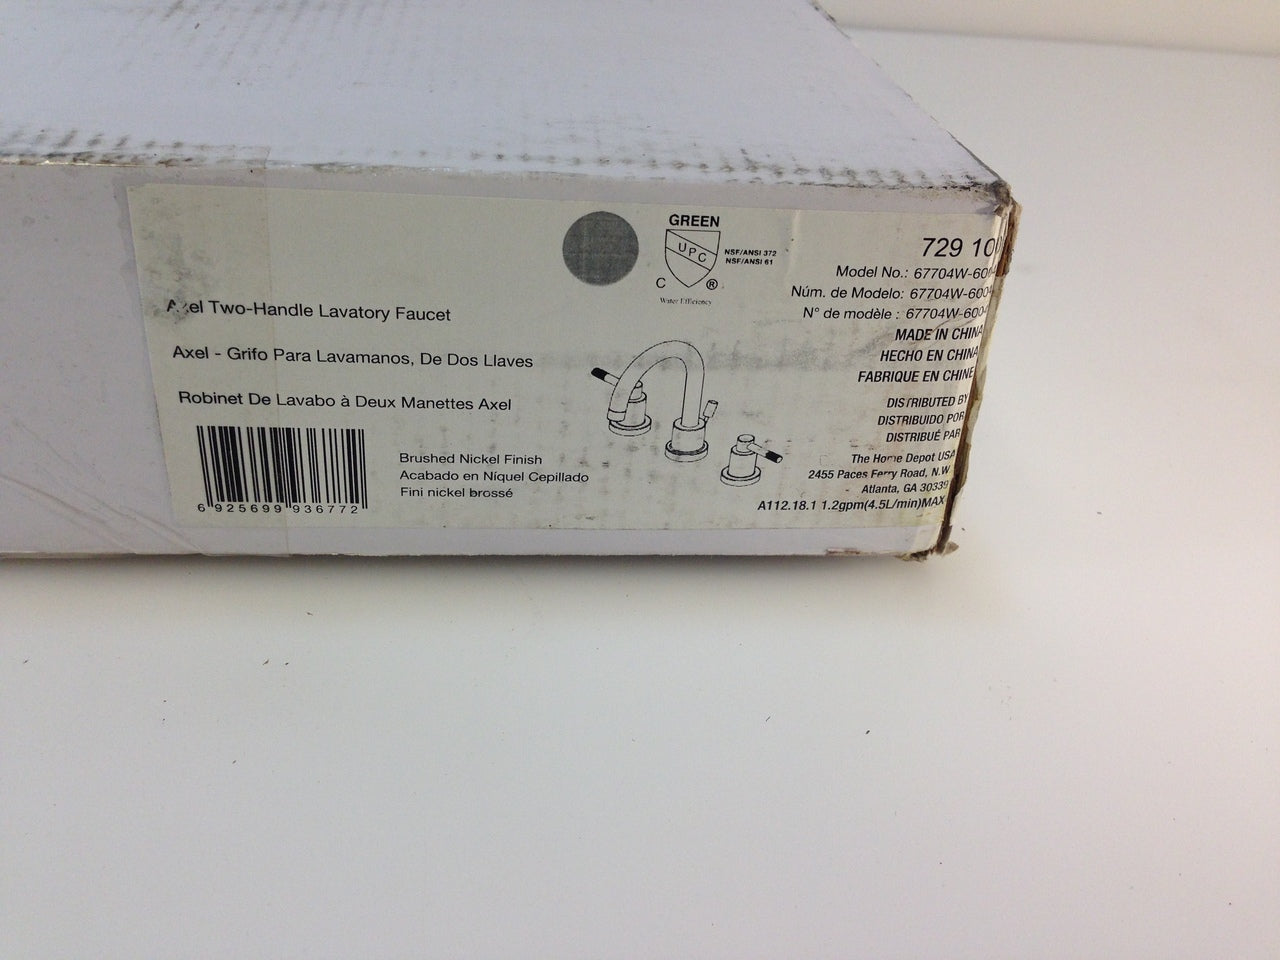 GREEN
UPC
C ®
NSF/ANSI 372
NSF/ANSI 61
Water Efficiency
729 10
Model No.: 67704W-600
Núm. de Modelo: 67704W-6004
N° de modèle : 67704W-6004
MADE IN CHINA
HECHO EN CHINA
FABRIQUE EN CHINE
DISTRIBUTED BY
DISTRIBUIDO POR
DISTRIBUÉ PAR
The Home Depot USA
2455 Paces Ferry Road, N.W
Atlanta, GA 30339
A112.18.1 1.2gpm(4.5L/min)MAX
Axel Two-Handle Lavatory Faucet
Axel - Grifo Para Lavamanos, De Dos Llaves
Robinet De Lavabo à Deux Manettes Axel
Brushed Nickel Finish
Acabado en Níquel Cepillado
Fini nickel brossé
6 925699 936772